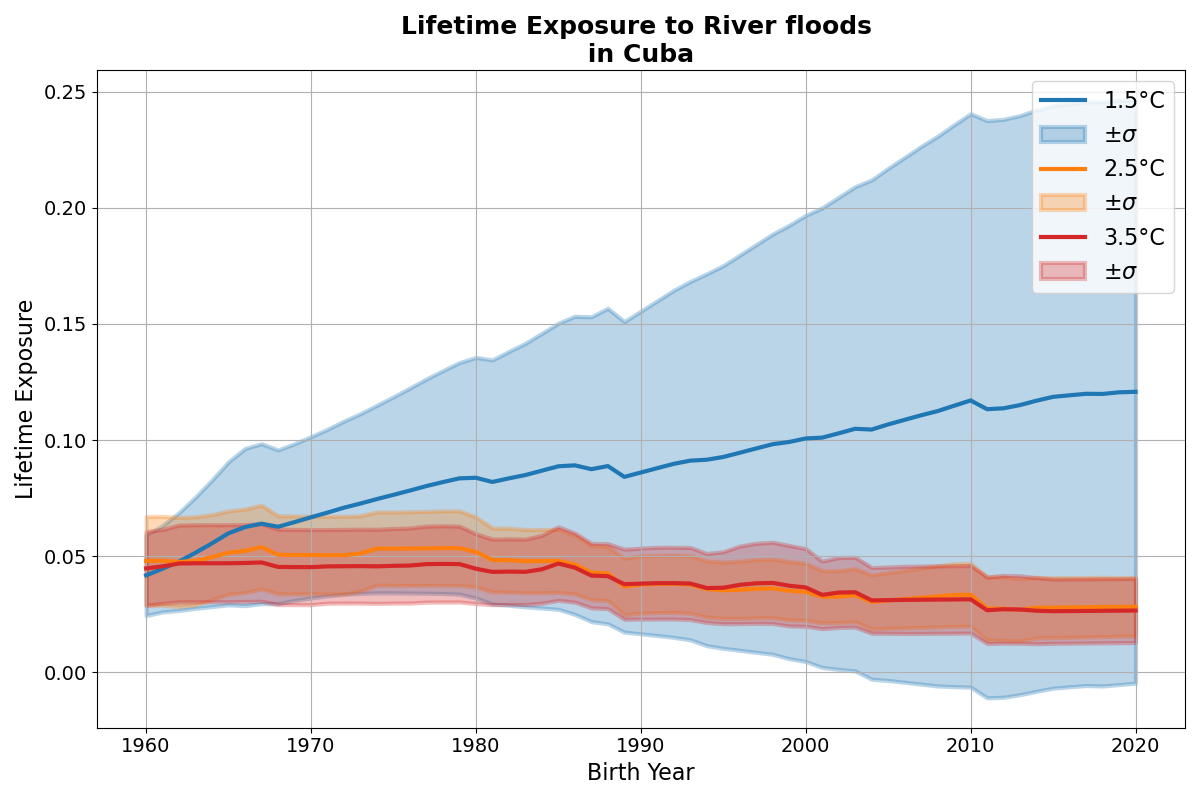 Lifetime Exposure to River floods
in Cuba
0.25
0.20
0.15
0.10
0.05
0.00
Lifetime Exposure
1960
1970
1980
1990
2000
2010
2020
Birth Year
1.5°C
±σ
2.5°C
±σ
3.5°C
±σ